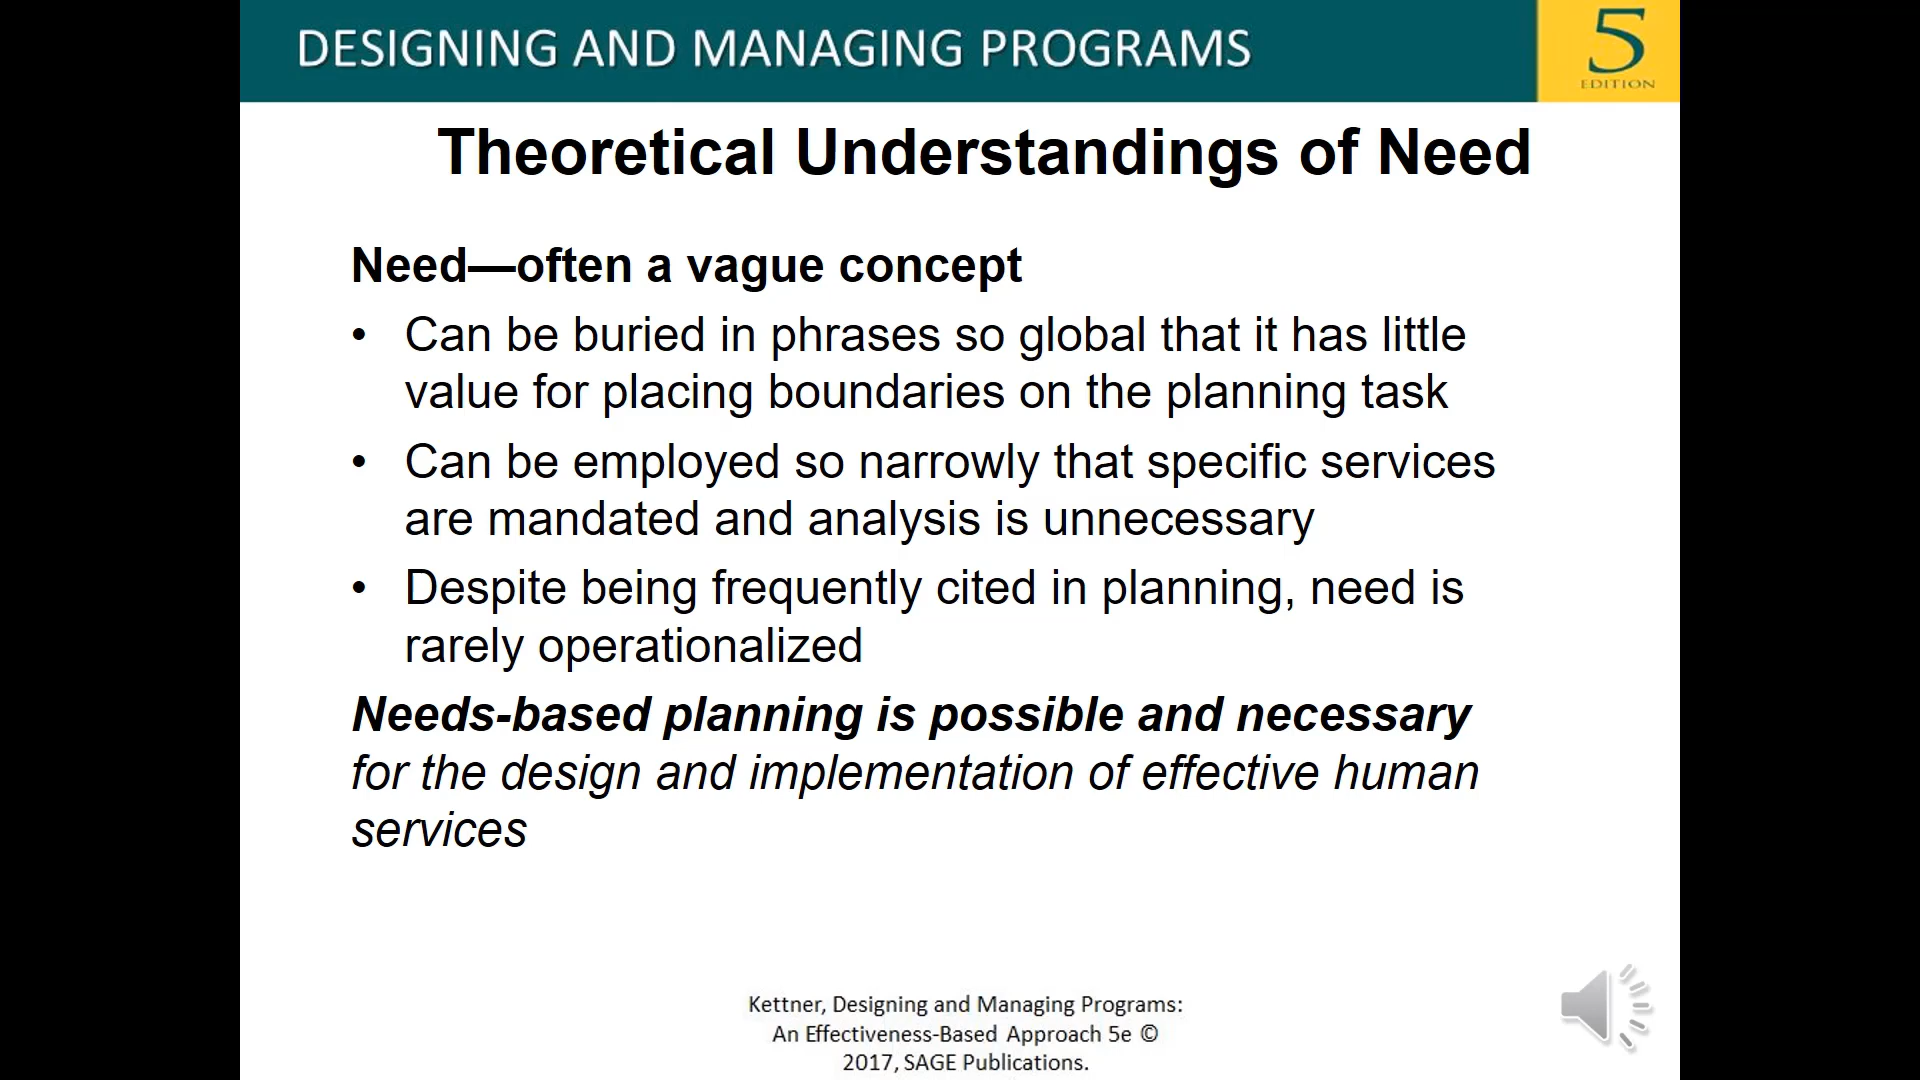 DESIGNING AND MANAGING PROGRAMS
5
EDITION
Theoretical Understandings of Need
Need—often a vague concept
• Can be buried in phrases so global that it has little
value for placing boundaries on the planning task
• Can be employed so narrowly that specific services
are mandated and analysis is unnecessary
• Despite being frequently cited in planning, need is
rarely operationalized
Needs-based planning is possible and necessary
for the design and implementation of effective human
services
Kettner, Designing and Managing Programs:
An Effectiveness-Based Approach 5e ©
2017, SAGE Publications.